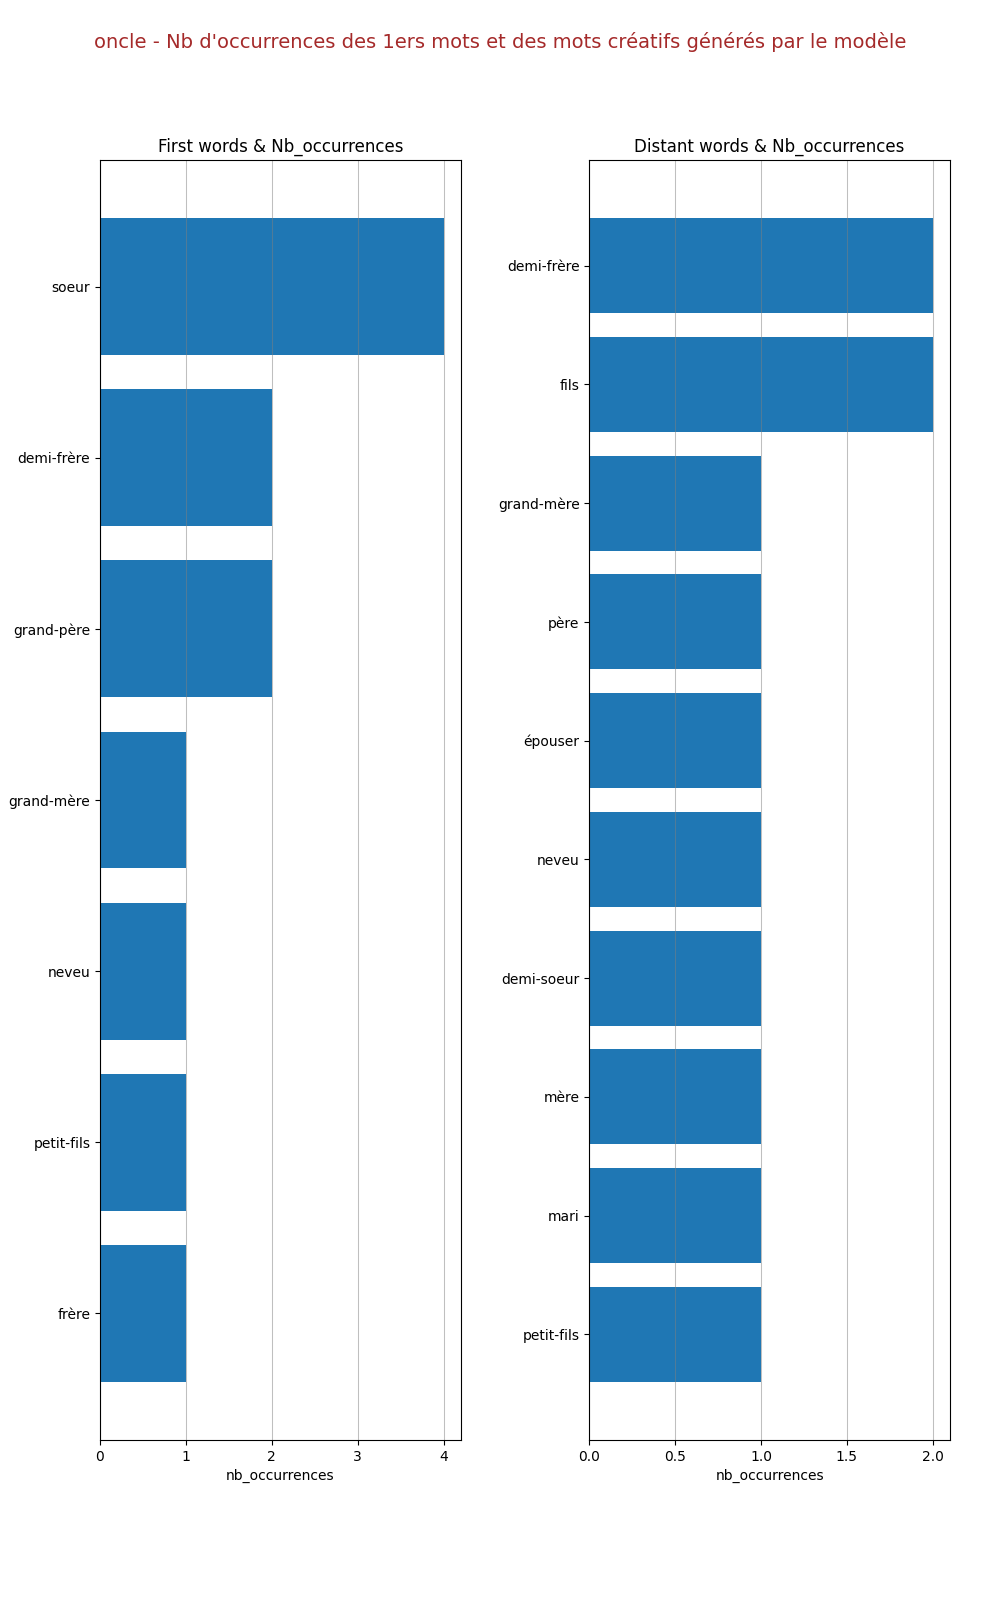 oncle - Nb d'occurrences des 1ers mots et des mots créatifs générés par le modèle
First words & Nb_occurrences
soeur
demi-frère
grand-père
grand-mère
neveu
petit-fils
frère
0 1 2 3 4
nb_occurrences
Distant words & Nb_occurrences
demi-frère
fils
grand-mère
père
épouser
neveu
demi-soeur
mère
mari
petit-fils
0.0 0.5 1.0 1.5 2.0
nb_occurrences